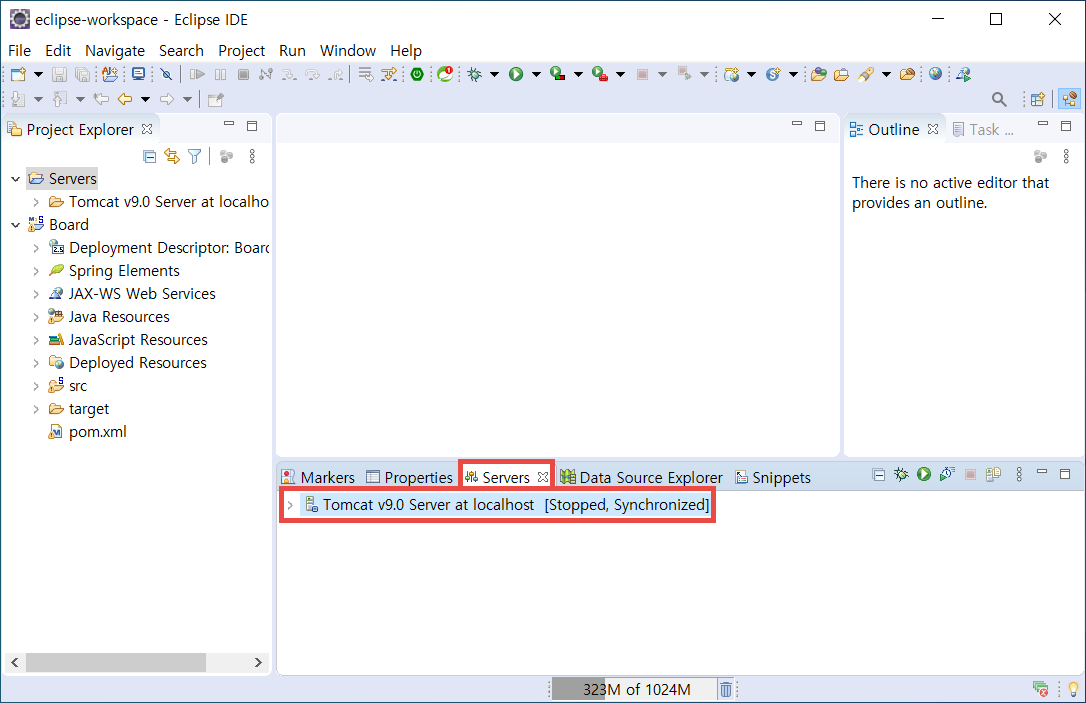 eclipse-workspace - Eclipse IDE
File Edit Navigate Search Project Run Window Help
Project Explorer
Servers
Tomcat v9.0 Server at localho
Board
Deployment Descriptor: Board
Spring Elements
JAX-WS Web Services
Java Resources
JavaScript Resources
Deployed Resources
src
target
pom.xml
Outline Task ...
There is no active editor that
provides an outline.
Markers Properties Servers Data Source Explorer Snippets
Tomcat v9.0 Server at localhost [Stopped, Synchronized]
323M of 1024M